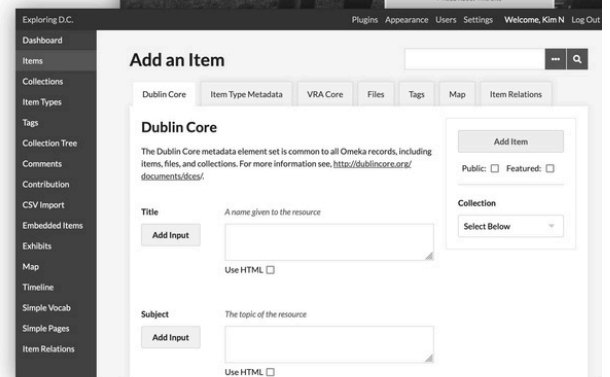 Exploring D.C.
Plugins Appearance Users Settings Welcome, Kim N Log Out
Dashboard
Items
Collections
Item Types
Tags
Collection Tree
Comments
Contribution
CSV Import
Embedded Items
Exhibits
Map
Timeline
Simple Vocab
Simple Pages
Item Relations
Add an Item
Dublin Core
Item Type Metadata
VRA Core
Files
Tags
Map
Item Relations
Dublin Core
The Dublin Core metadata element set is common to all Omeka records, including
items, files, and collections. For more information see, http://dublincore.org/
documents/dces/.
Title
A name given to the resource
Add Input
Use HTML
Subject
The topic of the resource
Add Input
Use HTML
Add Item
Public: Featured:
Collection
Select Below